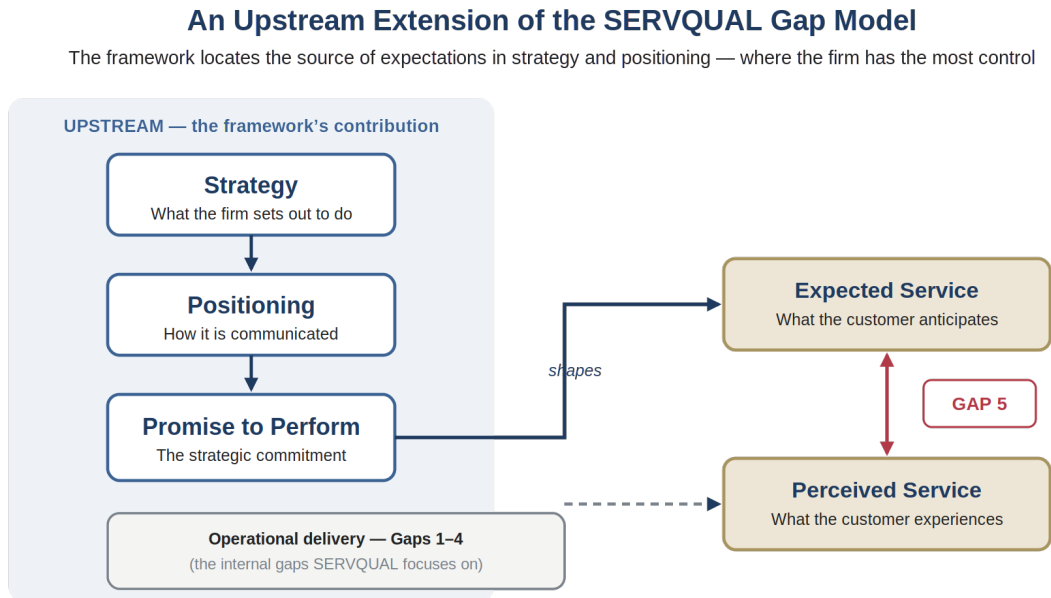 An Upstream Extension of the SERVQUAL Gap Model
The framework locates the source of expectations in strategy and positioning — where the firm has the most control
UPSTREAM — the framework’s contribution
Strategy
What the firm sets out to do
Positioning
How it is communicated
Promise to Perform
The strategic commitment
Operational delivery — Gaps 1–4
(the internal gaps SERVQUAL focuses on)
shapes
Expected Service
What the customer anticipates
GAP 5
Perceived Service
What the customer experiences